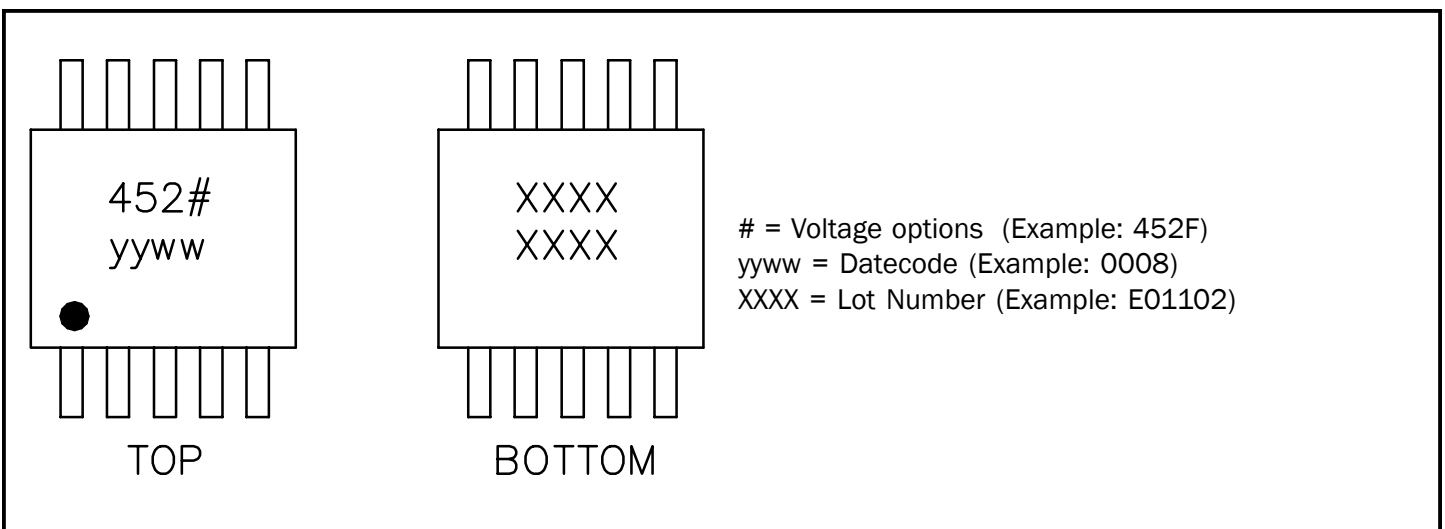 452#
yyww
TOP
XXXX
XXXX
BOTTOM
# = Voltage options (Example: 452F)
yyww = Datecode (Example: 0008)
XXXX = Lot Number (Example: E01102)